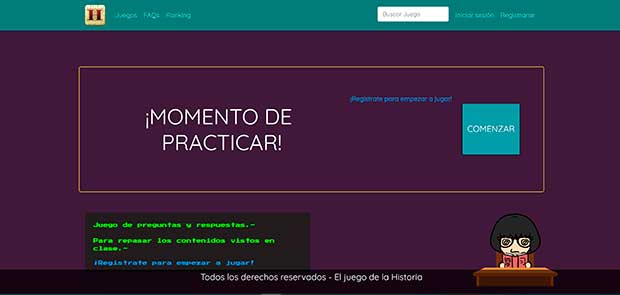 H
Juegos FAQs Ranking Buscar Juego Iniciar sesión Registrarse
¡MOMENTO DE
PRACTICAR!
¡Registrate para empezar a jugar!
COMENZAR
Juego de preguntas y respuestas.~
Para repasar los contenidos vistos en
clase.~
¡Registrate para empezar a jugar!
Todos los derechos reservados - El juego de la Historia